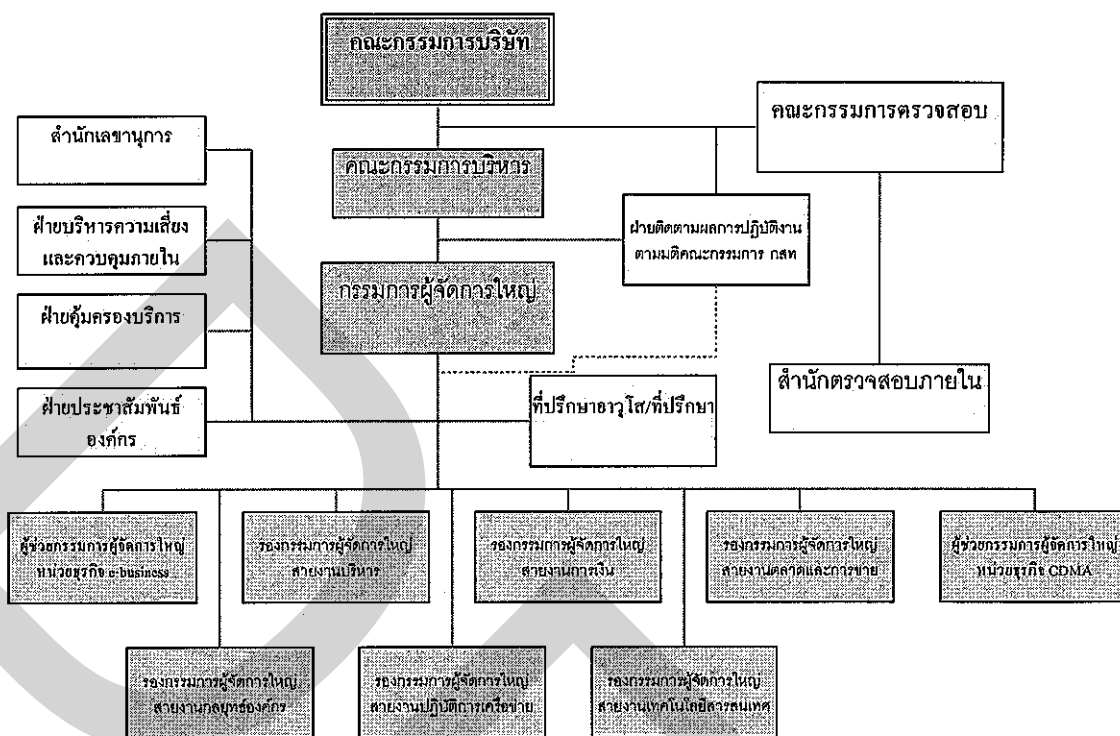 คณะกรรมการบริษัท
คณะกรรมการตรวจสอบ
สำนักเลขานุการ
คณะกรรมการบริหาร
ฝ่ายบริหารความเสี่ยง
และควบคุมภายใน
ฝ่ายติดตามผลการปฏิบัติงาน
ตามมติคณะกรรมการ กสท
กรรมการผู้จัดการใหญ่
ฝ่ายคุ้มครองบริการ
สำนักตรวจสอบภายใน
ฝ่ายประชาสัมพันธ์
องค์กร
ที่ปรึกษาอาวุโส/ที่ปรึกษา
ผู้ช่วยกรรมการผู้จัดการใหญ่
หน่วยธุรกิจ e-business
รองกรรมการผู้จัดการใหญ่
สายงานบริหาร
รองกรรมการผู้จัดการใหญ่
สายงานการเงิน
รองกรรมการผู้จัดการใหญ่
สายงานตลาดและการขาย
ผู้ช่วยกรรมการผู้จัดการใหญ่
หน่วยธุรกิจ CDMA
รองกรรมการผู้จัดการใหญ่
สายงานกลยุทธ์องค์กร
รองกรรมการผู้จัดการใหญ่
สายงานปฏิบัติการเครือข่าย
รองกรรมการผู้จัดการใหญ่
สายงานเทคโนโลยีสารสนเทศ